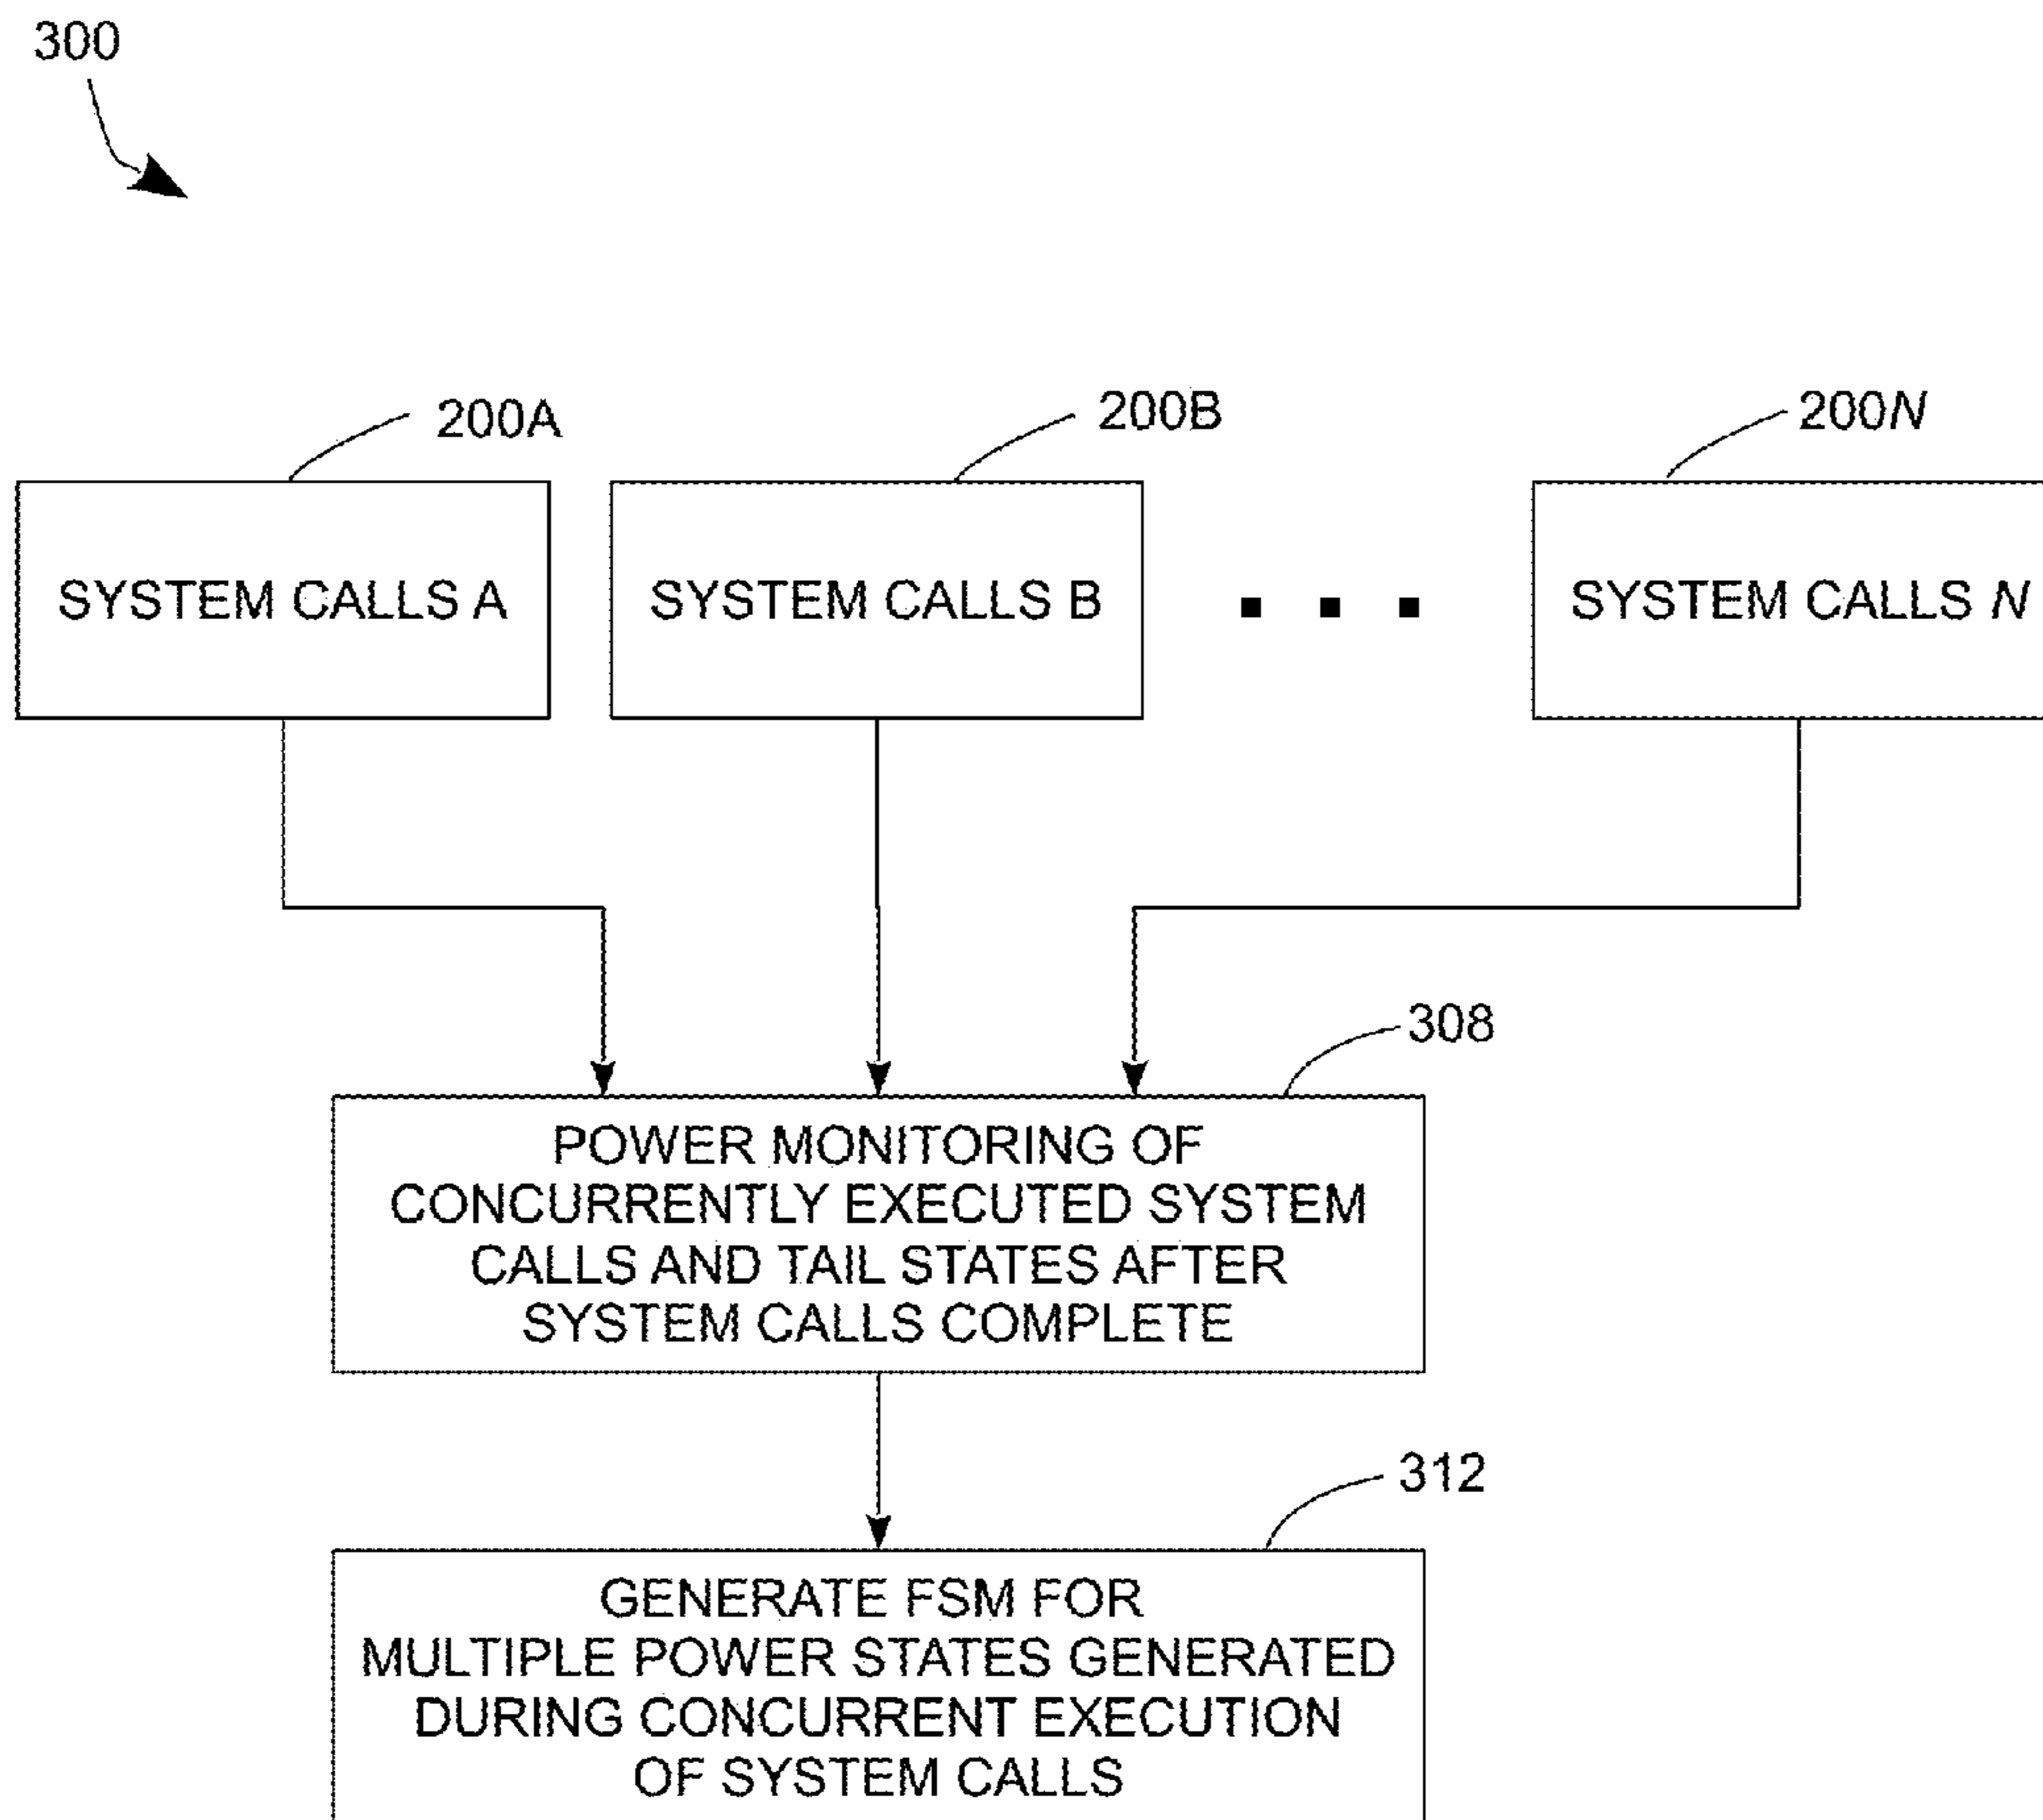 300
200A
200B
200N
SYSTEM CALLS A
SYSTEM CALLS B
SYSTEM CALLS N
308
POWER MONITORING OF
CONCURRENTLY EXECUTED SYSTEM
CALLS AND TAIL STATES AFTER
SYSTEM CALLS COMPLETE
312
GENERATE FSM FOR
MULTIPLE POWER STATES GENERATED
DURING CONCURRENT EXECUTION
OF SYSTEM CALLS